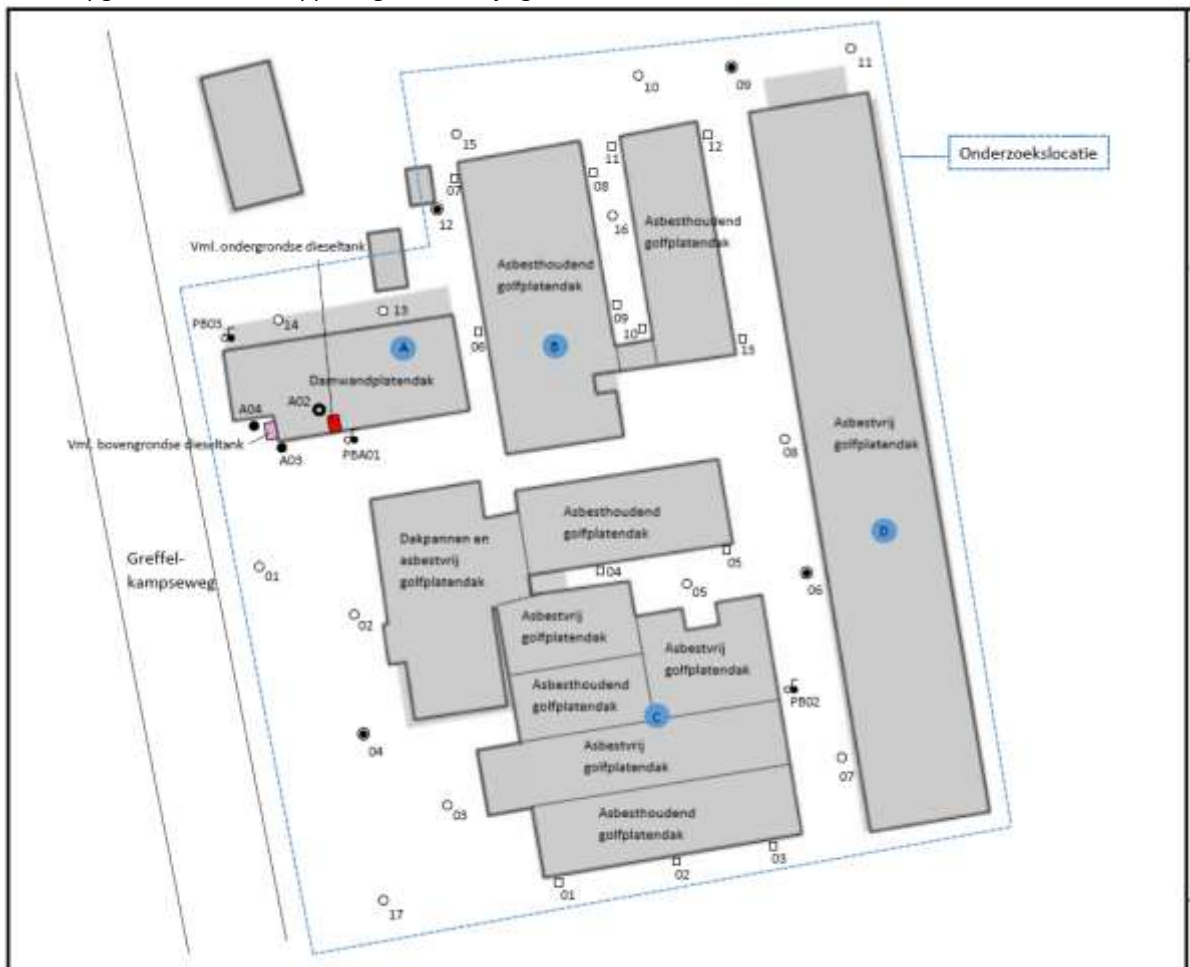 11
09
10
15
11
12
Onderzoekslocatie
07
08
12
16
Vml. ondergrondse dieseltank
Asbesthoudend
golfplatendak
Asbesthoudend
golfplatendak
PB03
14
13
09
10
06
13
A
B
Damwandplatendak
A02
A04
Vml. bovengrondse dieseltank
A03
PBA01
08
Asbestvrij
golfplatendak
Asbesthoudend
golfplatendak
Dakpannen en
asbestvrij
golfplatendak
D
Greffel-
kampseweg
01
04
05
05
06
02
Asbestvrij
golfplatendak
Asbestvrij
golfplatendak
Asbesthoudend
golfplatendak
PB02
C
04
Asbestvrij
golfplatendak
07
03
Asbesthoudend
golfplatendak
03
02
01
17